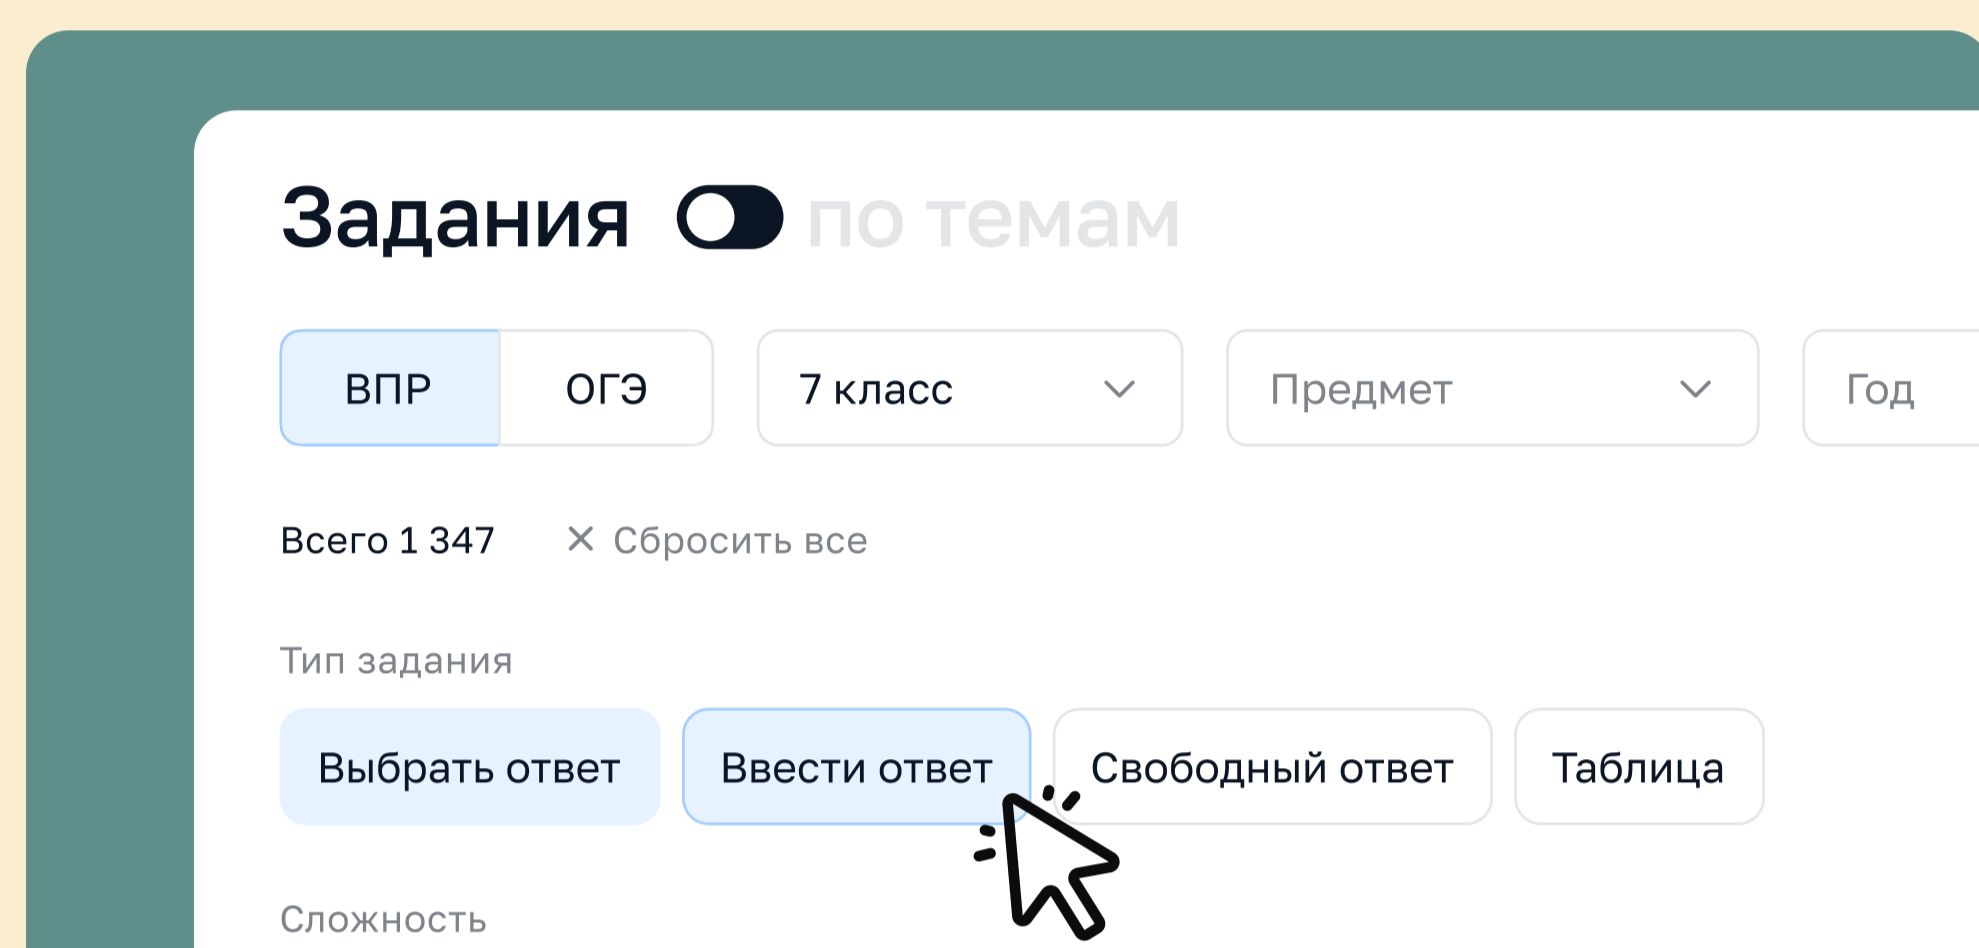 Задания по темам
ВПР ОГЭ 7 класс Предмет Год
Всего 1 347 Сбросить все
Тип задания
Выбрать ответ Ввести ответ Свободный ответ Таблица
Сложность